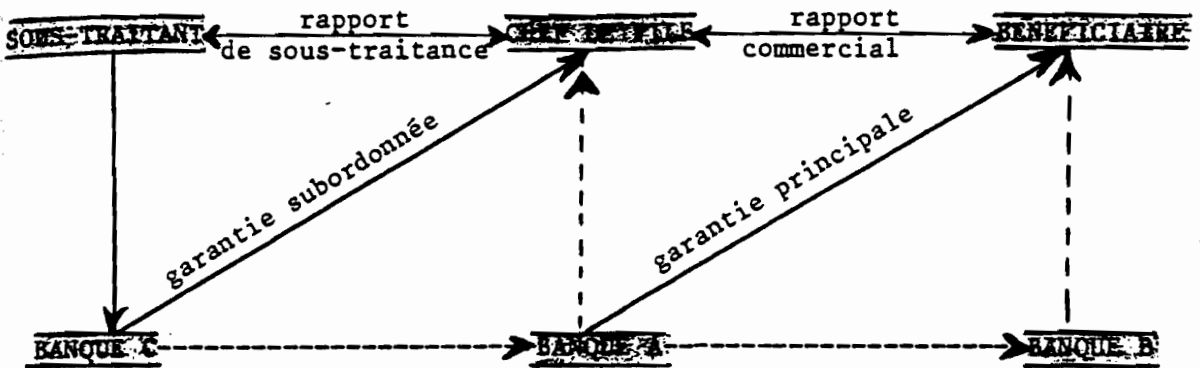 rapport
rapport
SOUS-TRAITANT
CHEF DE FILE
BENEFICIAIRE
de sous-traitance
commercial
garantie subordonnée
garantie principale
BANQUE C
BANQUE A
BANQUE B